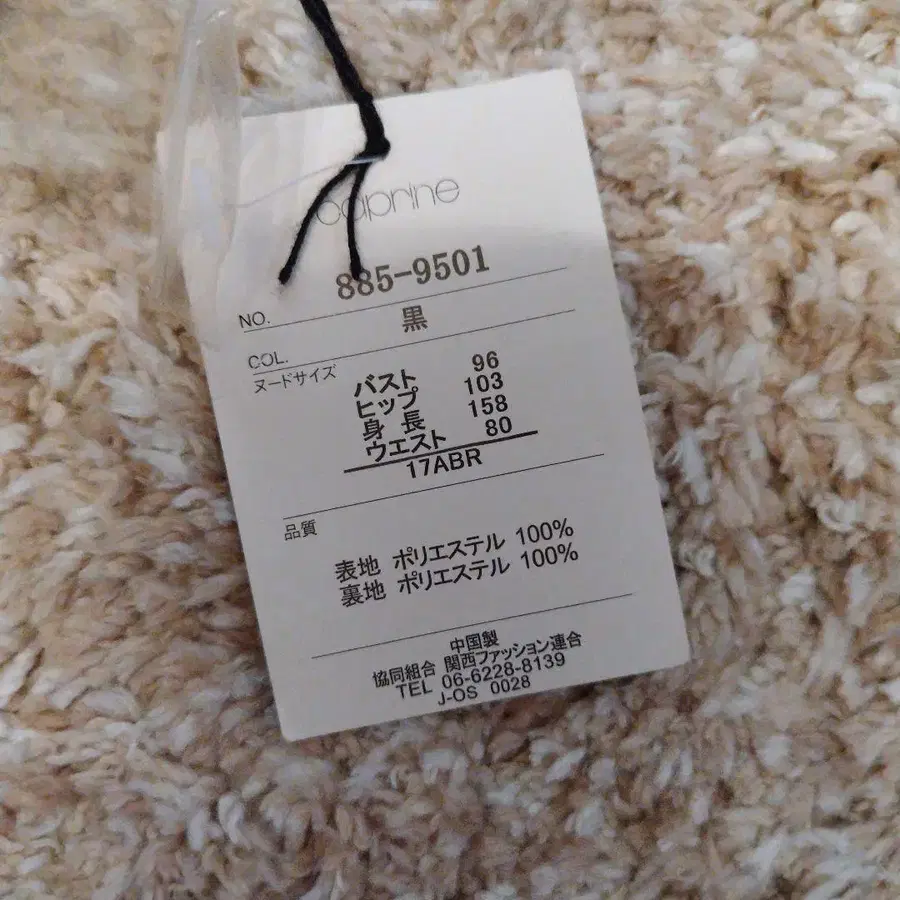 caprine
NO. 885-9501
COL. 黒
ヌードサイズ
バスト 96
ヒップ 103
身長 158
ウエスト 80
17ABR
品質
表地 ポリエステル 100%
裏地 ポリエステル 100%
中国製
協同組合 関西ファッション連合
TEL 06-6228-8139
J-OS 0028